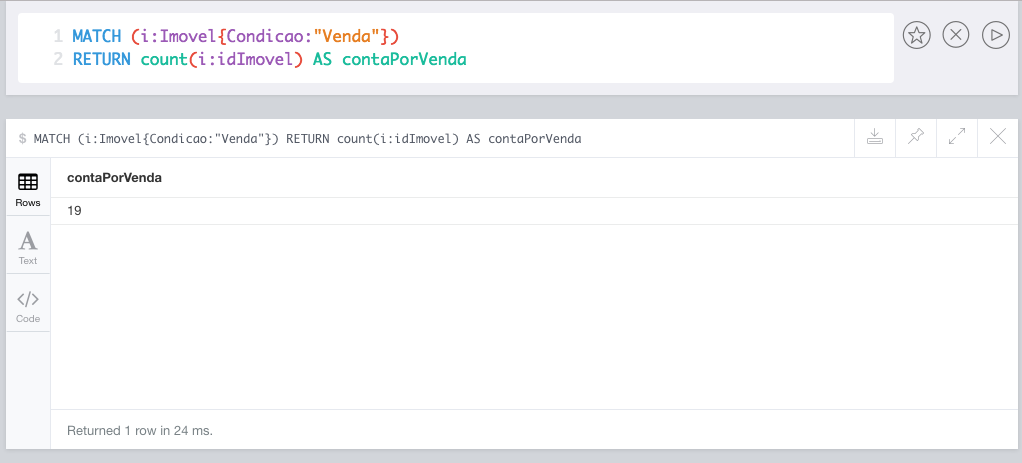 1 MATCH (i:Imovel{Condicao:"Venda"})
2 RETURN count(i:idImovel) AS contaPorVenda
$ MATCH (i:Imovel{Condicao:"Venda"}) RETURN count(i:idImovel) AS contaPorVenda
contaPorVenda
Rows
19
A
Text
</>
Code
Returned 1 row in 24 ms.